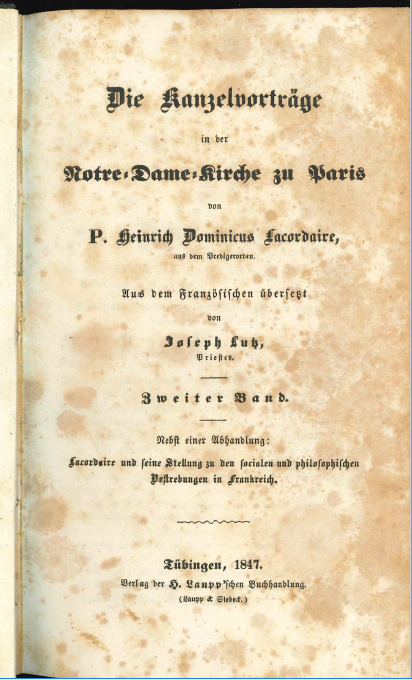 Die Kanzelvorträge
in der
Notre-Dame-Kirche zu Paris
von
P. Heinrich Dominicus Lacordaire,
aus dem Predigerorden.
Aus dem Französischen übersetzt
von
Joseph Lutz,
Priester.
Zweiter Band.
Nebst einer Abhandlung:
Lacordaire und seine Stellung zu den socialen und philosophischen
Bestrebungen in Frankreich.
Tübingen, 1847.
Verlag der H. Laupp'schen Buchhandlung.
(Laupp & Siebeck.)